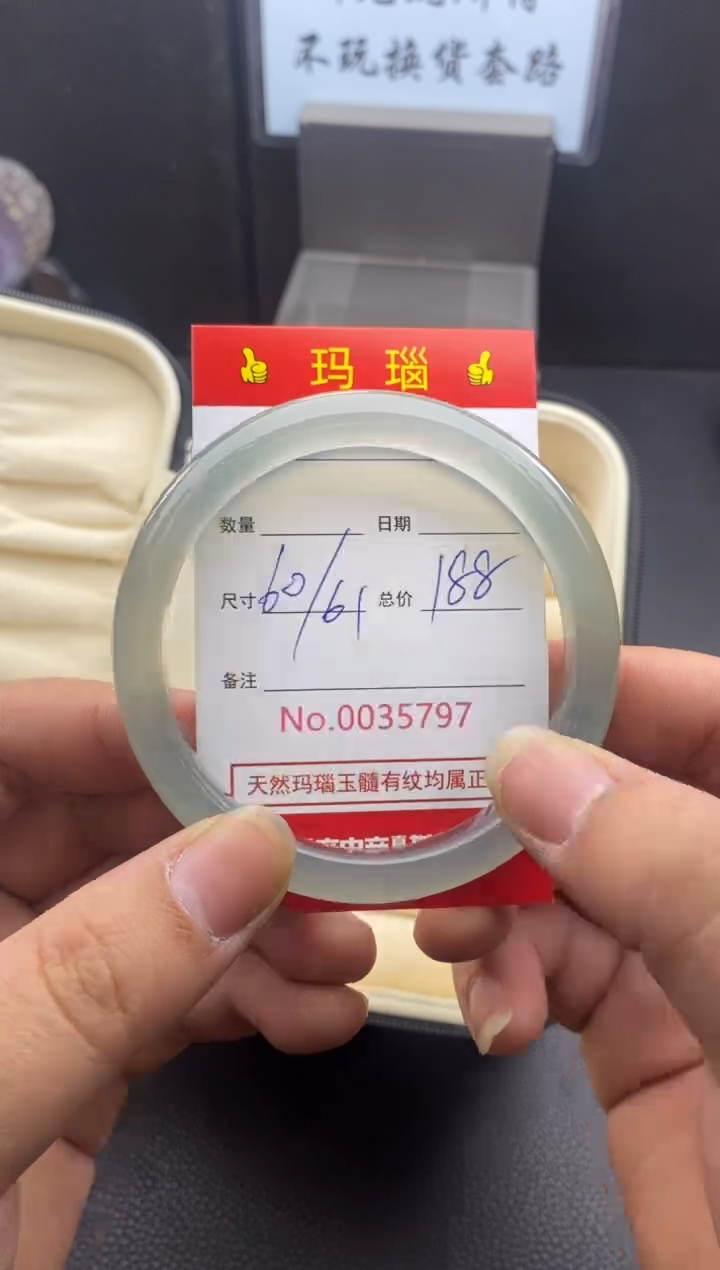 不玩换货套路
玛瑙
数量 日期
尺寸 60/61 总价 188
备注
No.0035797
天然玛瑙玉髓有纹均属正